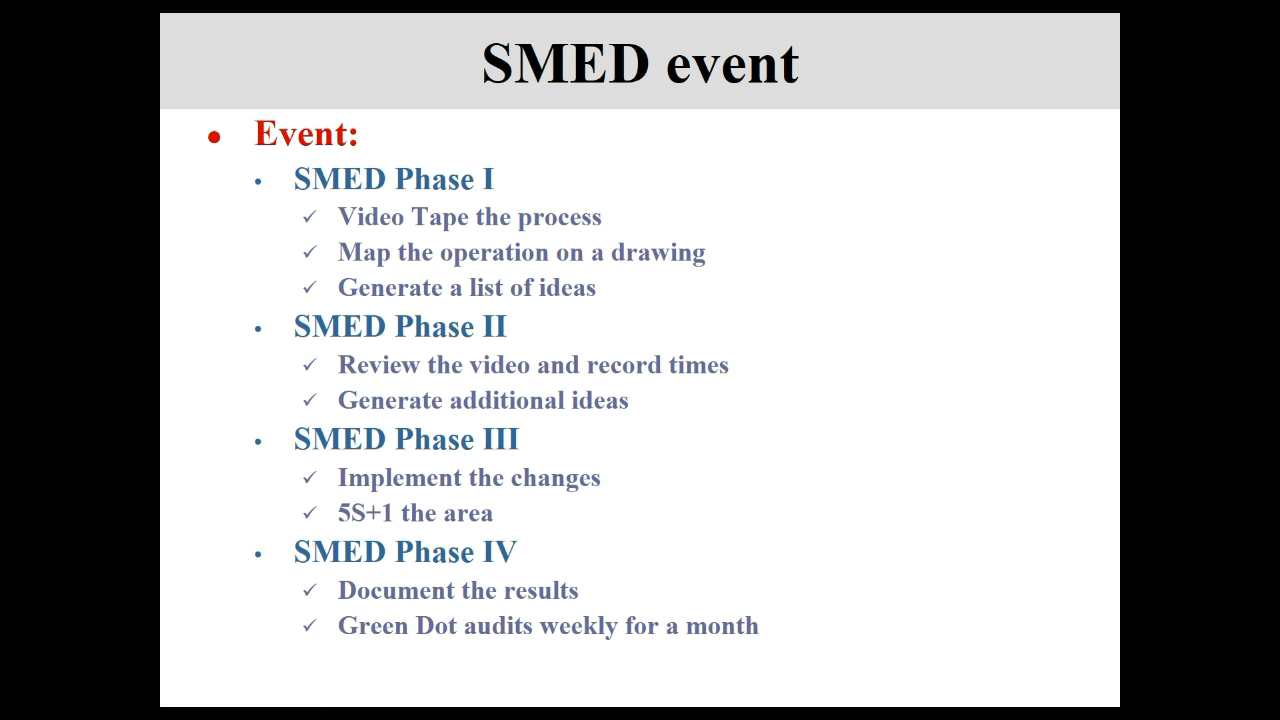 SMED event
Event:
SMED Phase I
Video Tape the process
Map the operation on a drawing
Generate a list of ideas
SMED Phase II
Review the video and record times
Generate additional ideas
SMED Phase III
Implement the changes
5S+1 the area
SMED Phase IV
Document the results
Green Dot audits weekly for a month